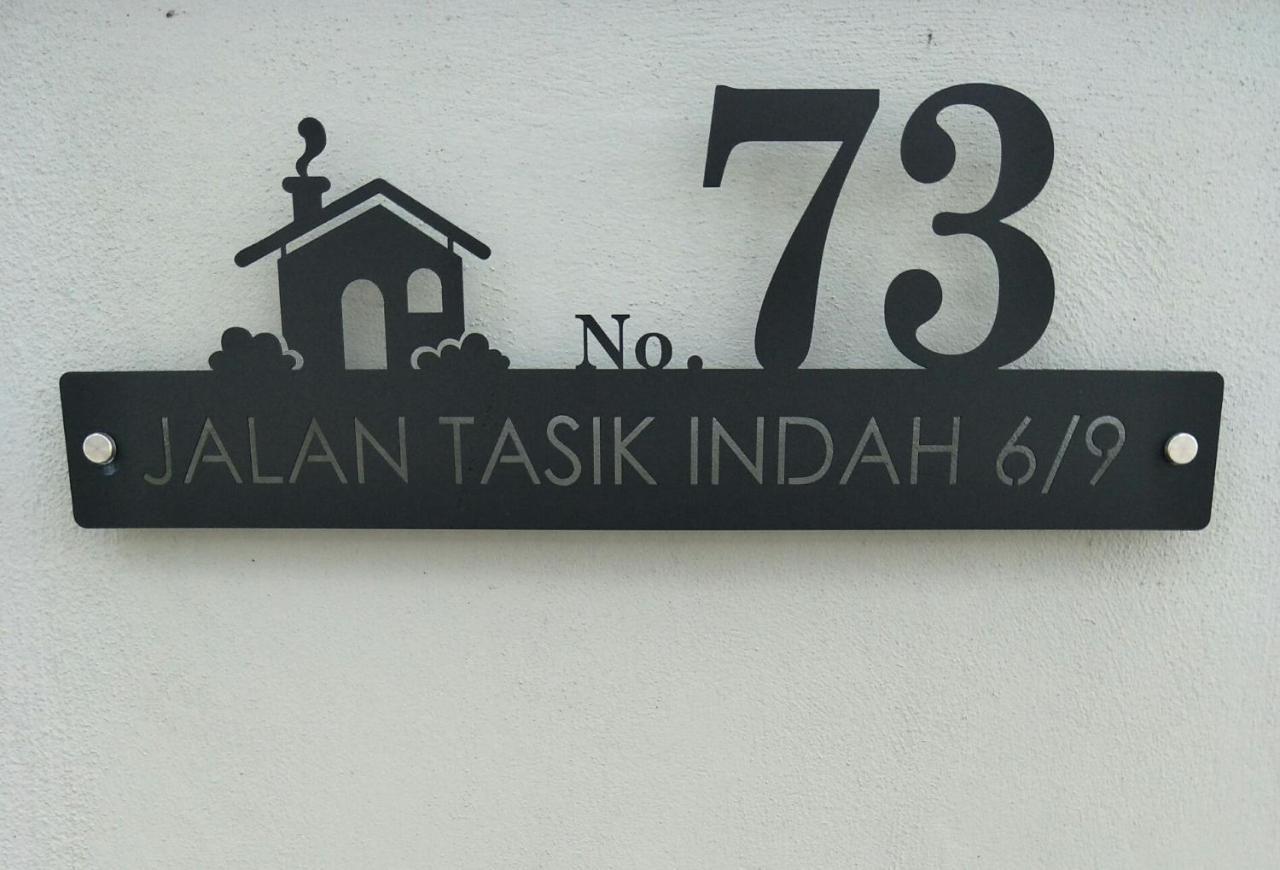 No. 73
JALAN TASIK INDAH 6/9